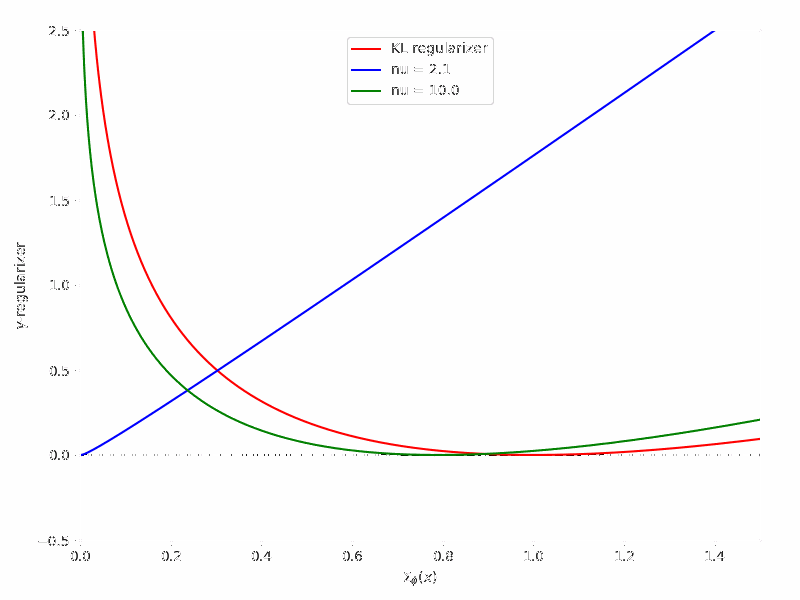 2.5
2.0
1.5
1.0
0.5
0.0
−0.5
0.0 0.2 0.4 0.6 0.8 1.0 1.2 1.4
KL regularizer
nu = 2.1
nu = 10.0
γ-regularizer
Σϕ(x)